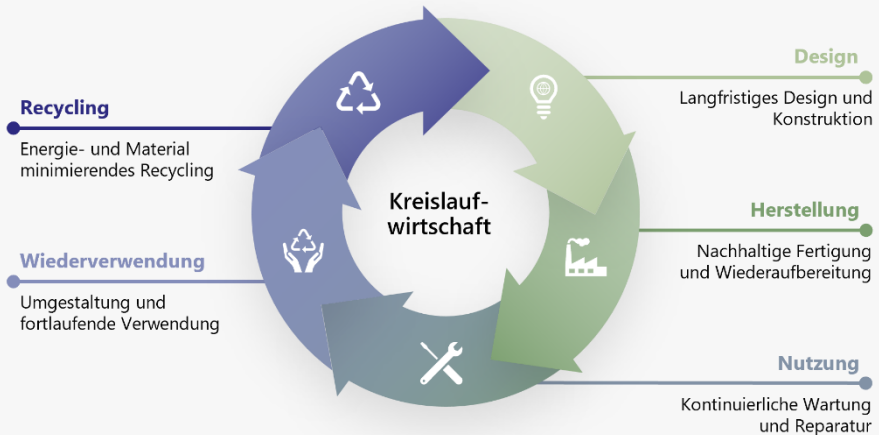 Kreislauf-
wirtschaft
Design
Langfristiges Design und
Konstruktion
Herstellung
Nachhaltige Fertigung
und Wiederaufbereitung
Nutzung
Kontinuierliche Wartung
und Reparatur
Wiederverwendung
Umgestaltung und
fortlaufende Verwendung
Recycling
Energie- und Material
minimierendes Recycling